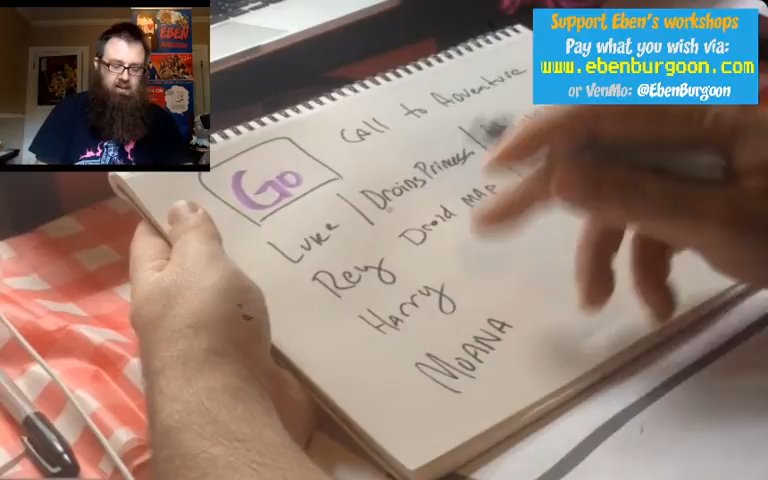 Support Eben's workshops
Pay what you wish via:
www.ebenburgoon.com
or VenMo: @EbenBurgoon
EBEN
Call to Adventure
Go
Luke / Droids Princess /
Rey Droid MAP
Harry
MOANA